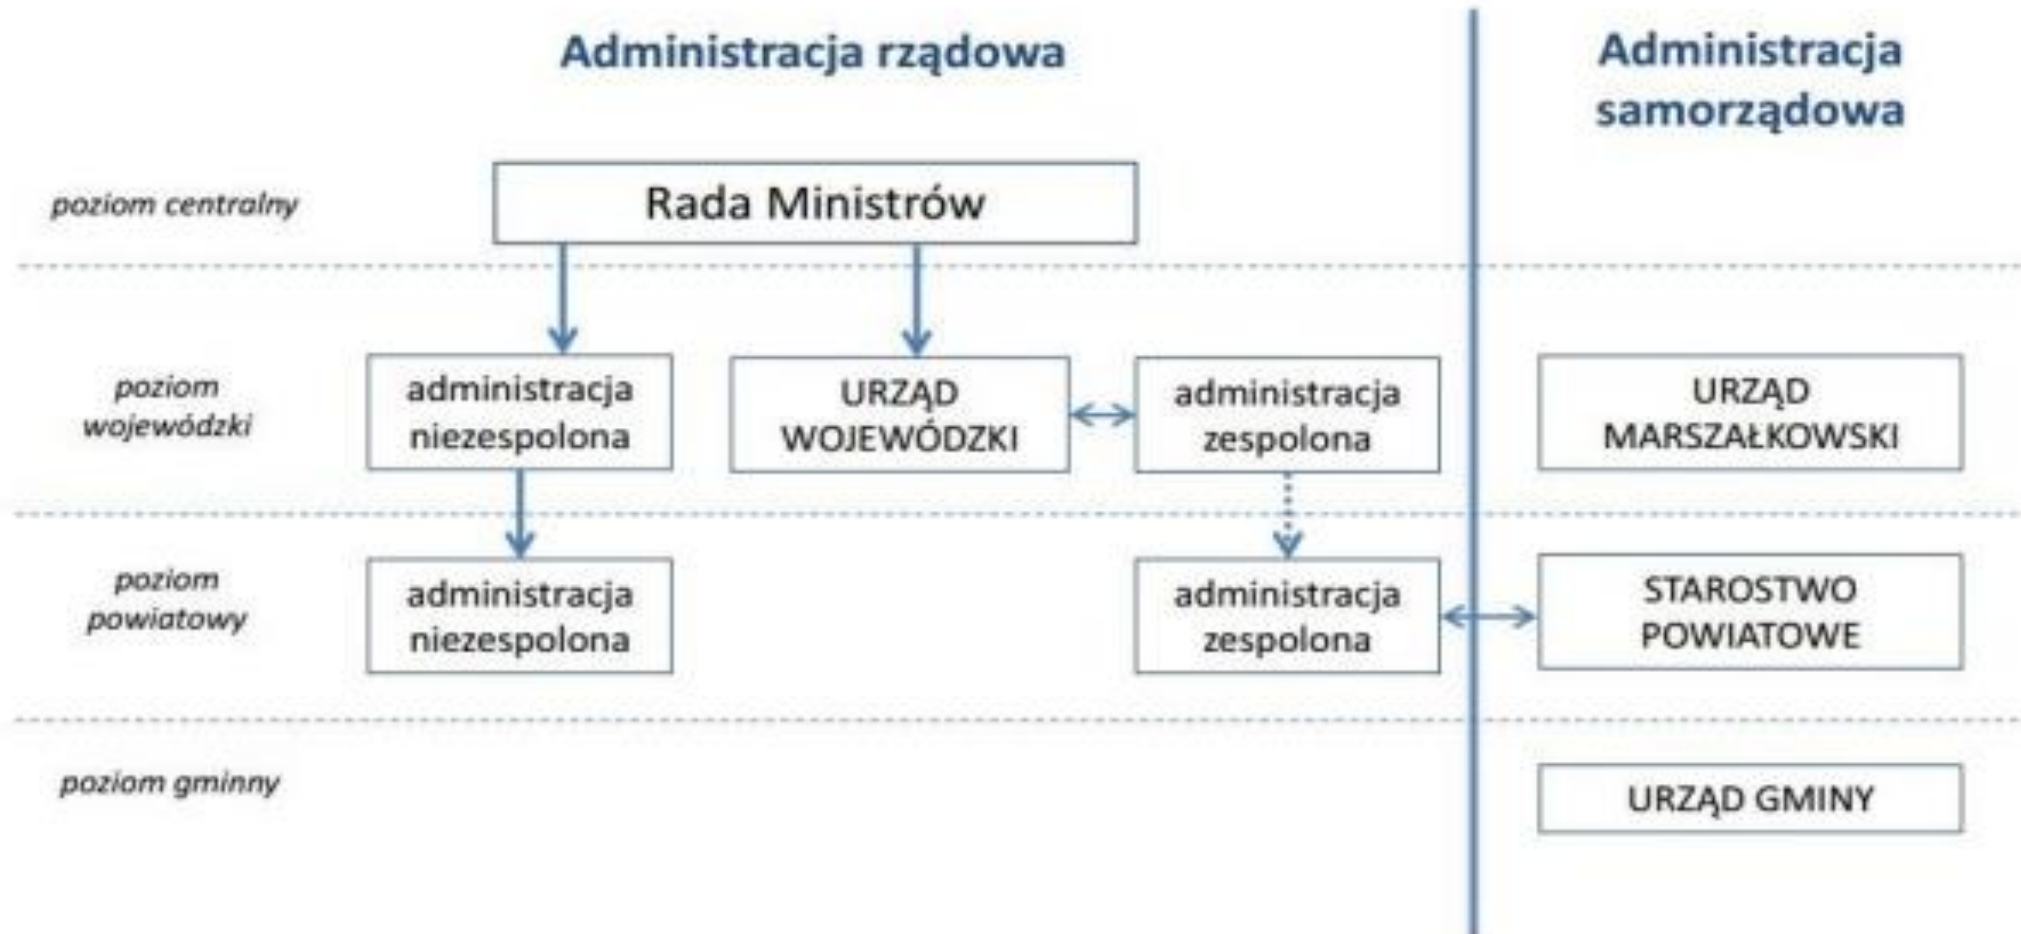 Administracja rządowa
Administracja
samorządowa
poziom centralny
Rada Ministrów
poziom
wojewódzki
administracja
niezespolona
URZĄD
WOJEWÓDZKI
administracja
zespolona
URZĄD
MARSZAŁKOWSKI
poziom
powiatowy
administracja
niezespolona
administracja
zespolona
STAROSTWO
POWIATOWE
poziom gminny
URZĄD GMINY